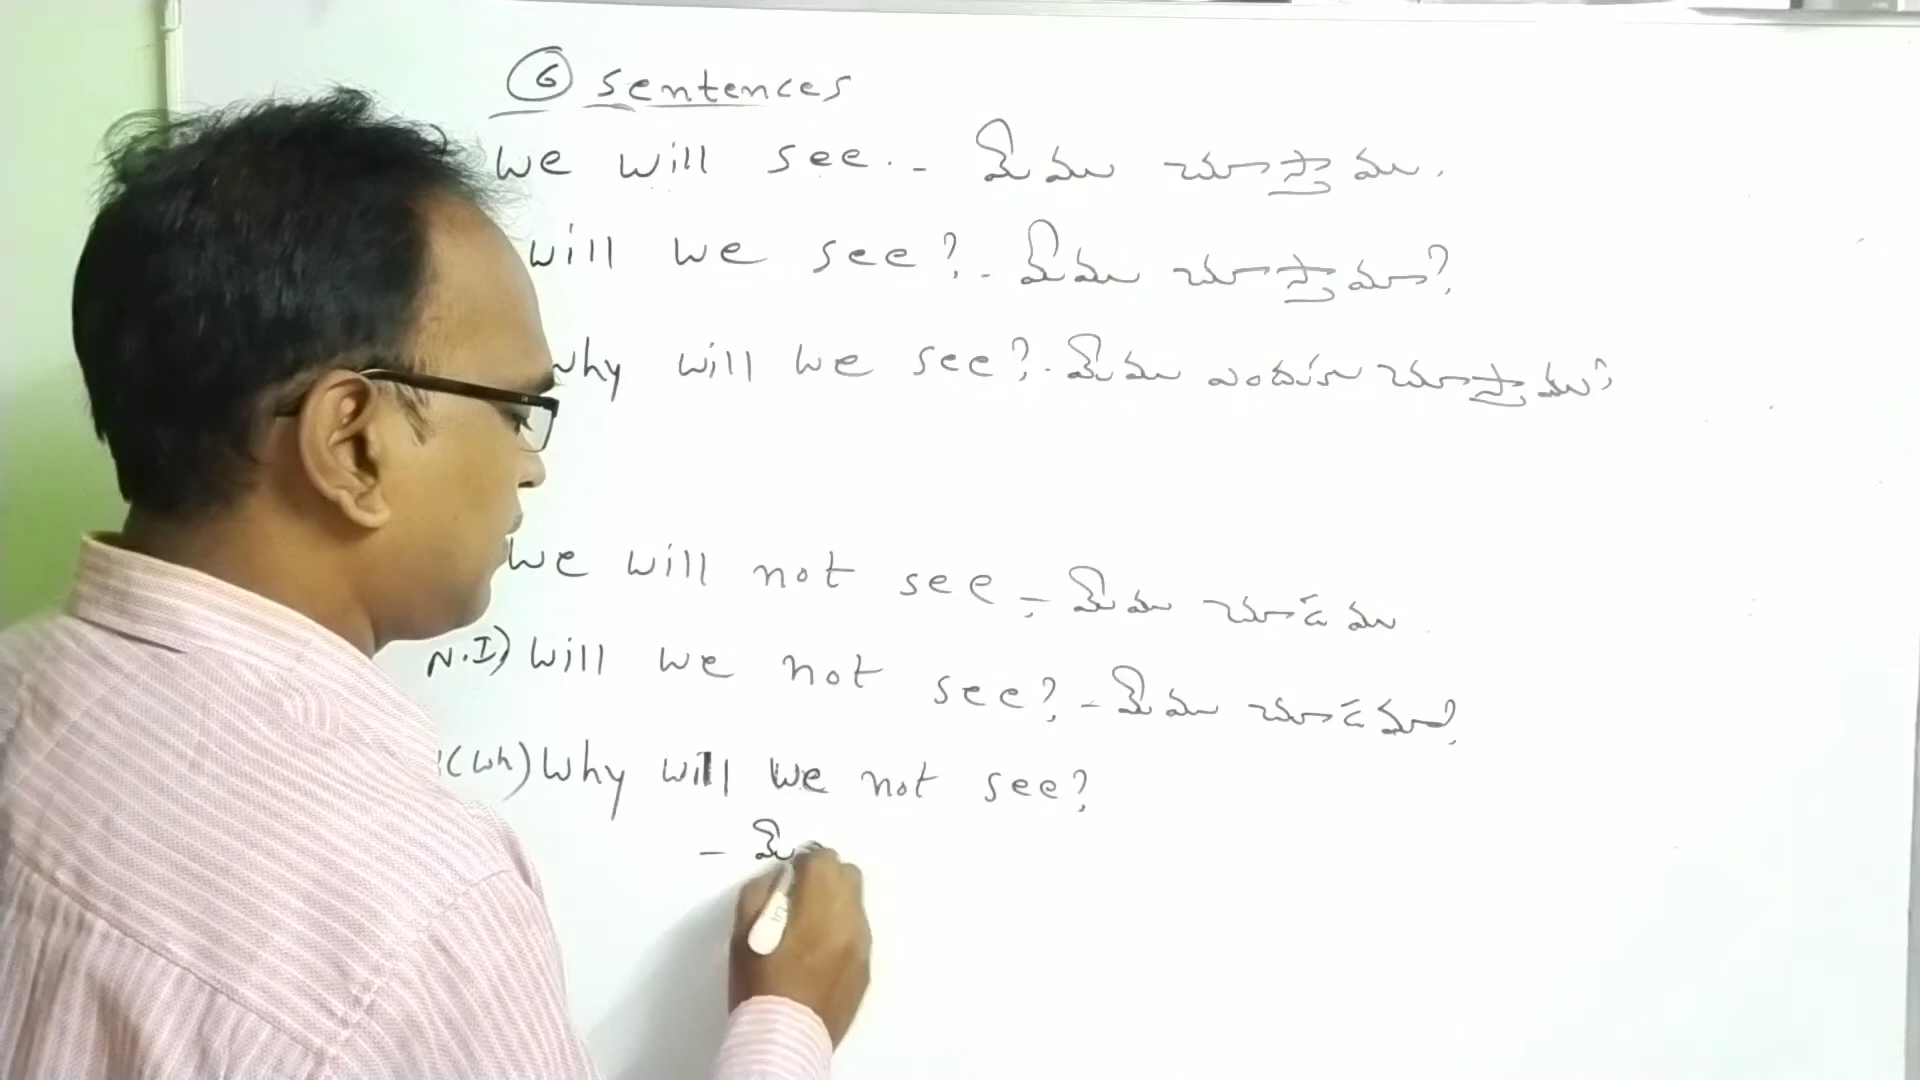 6 sentences
We will see. - మేము చూస్తాము.
Will we see? - మేము చూస్తామా?
Why will we see? - మేము ఎందుకు చూస్తాము?
We will not see - మేము చూడము
N.I) Will we not see? - మేము చూడమా?
(Wh) Why will we not see?
- మే